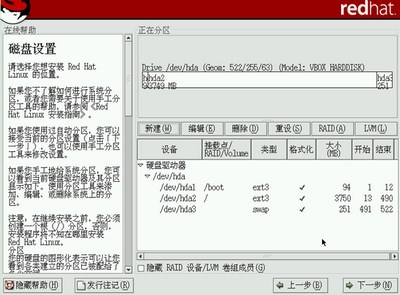 redhat.
在线帮助
磁盘设置
请选择您想安装 Red Hat
Linux 的位置。
如果您不了解如何进行系统分
区，或者您需要关于使用手工分
区工具的帮助，请参阅《Red
Hat Linux 安装指南》。
如果您使用过自动分区，您可以
接受当前的分区设置（点击「下
一步」），也可以使用手工分区
工具来修改设置。
如果您手工地给系统分区，您可
以看到当前硬盘驱动器及其分区
显示如下。使用分区工具来添
加、编辑、或删除系统上的分
区。
注意，在继续安装之前，您必须
创建一个根（/）分区。否则，
安装程序将不知在哪里安装
Red Hat Linux。
分区
您的硬盘的图形化表示可以让您
看到各类建立的分区已被配给了
正在分区
Drive /dev/hda (Geom: 522/255/63) (Model: VBOX HARDDISK)
hda2
3749 MB
hda3
251
新建(W) 编辑(E) 删除(D) 重设(S) RAID(A) LVM(L)
设备 挂载点/RAID/Volume 类型 格式化 大小(MB) 开始 结束
硬盘驱动器
/dev/hda
/dev/hda1 /boot ext3 ✓ 94 1 12
/dev/hda2 / ext3 ✓ 3750 13 490
/dev/hda3 swap ✓ 251 491 522
隐藏 RAID 设备/LVM 卷组成员(G)
隐藏帮助(H) 发行注记(R) 上一步(B) 下一步(N)